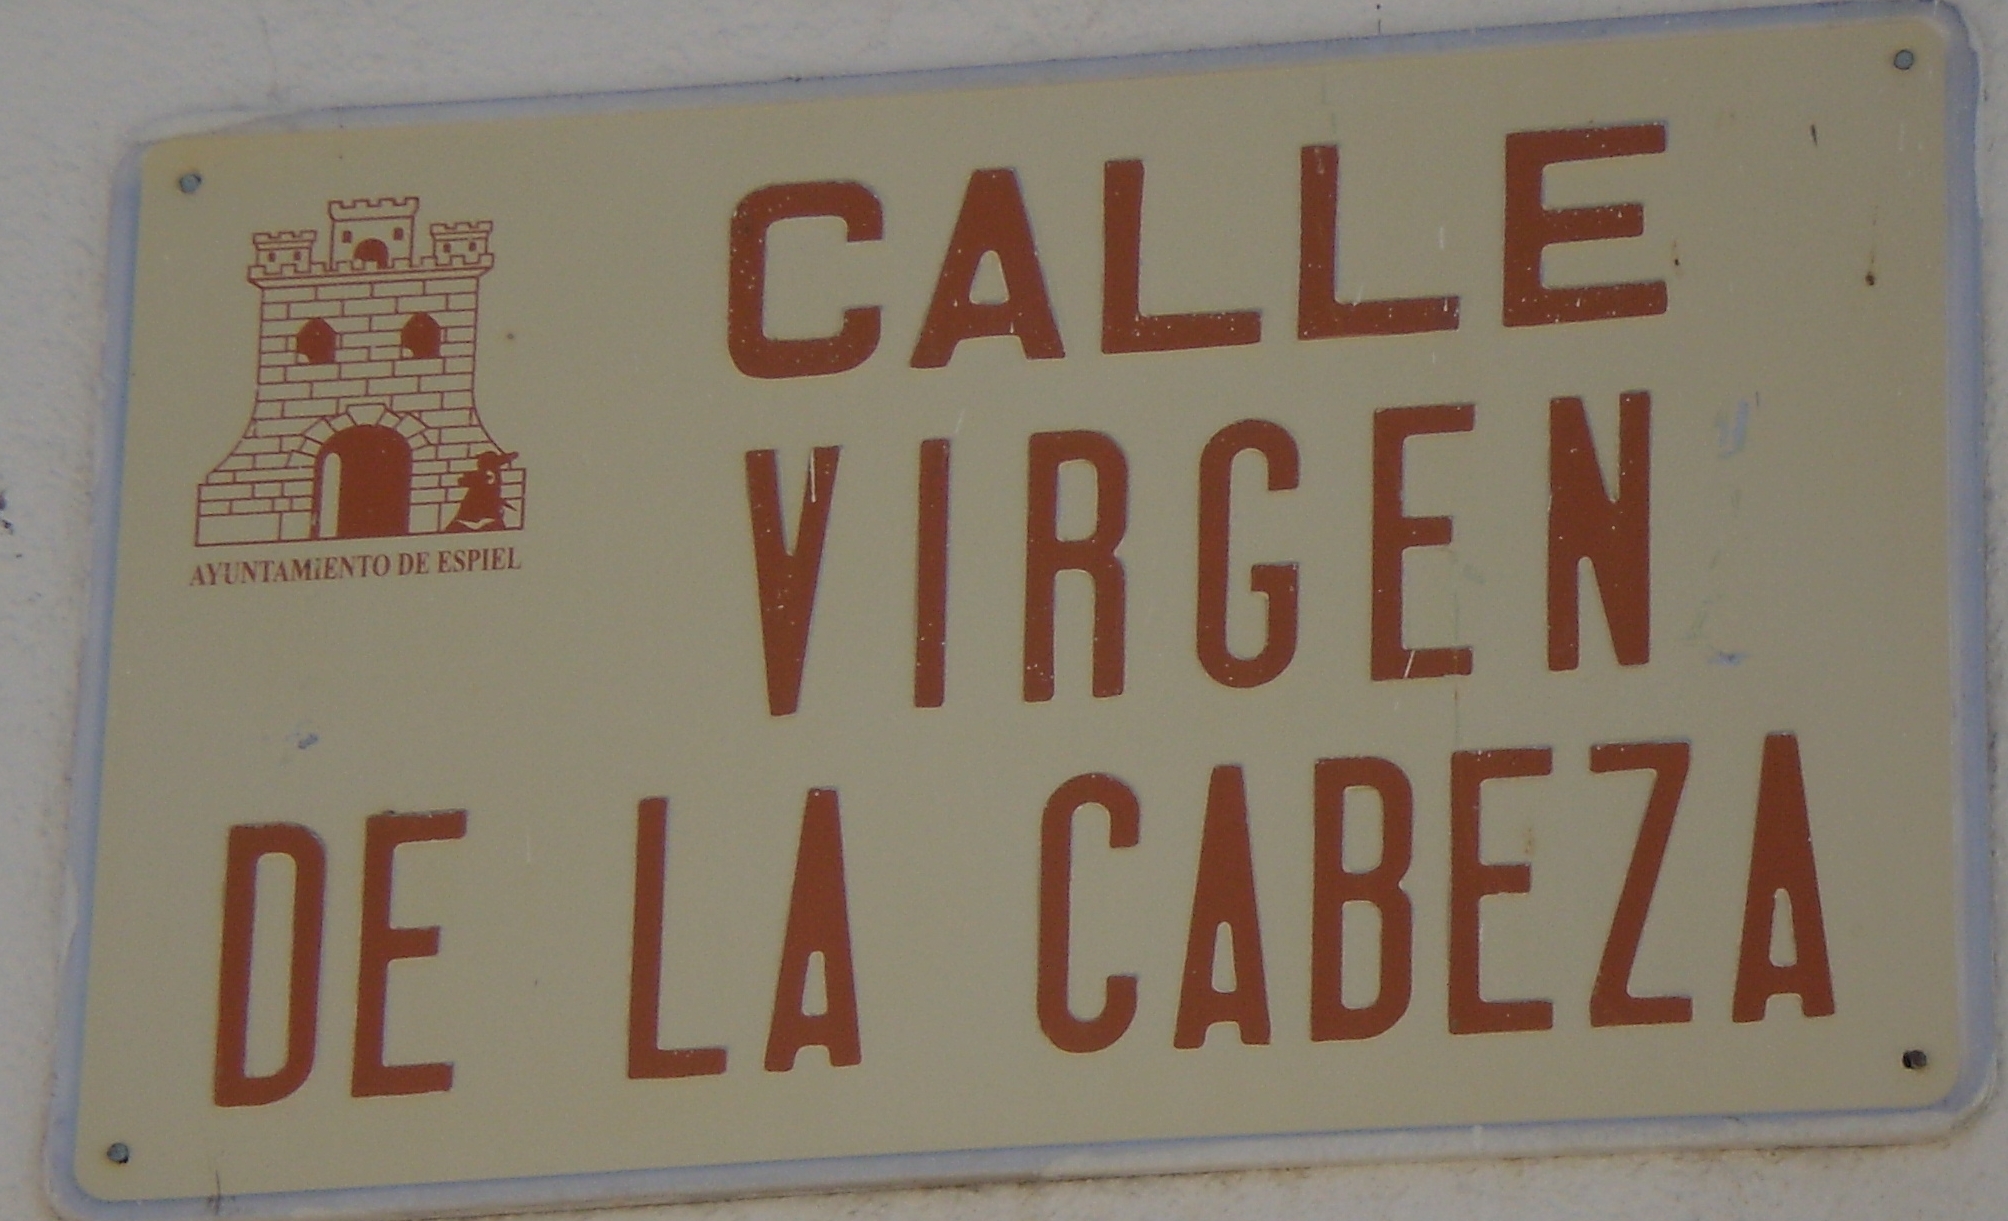 CALLE
VIRGEN
DE LA CABEZA
AYUNTAMiENTO DE ESPIEL